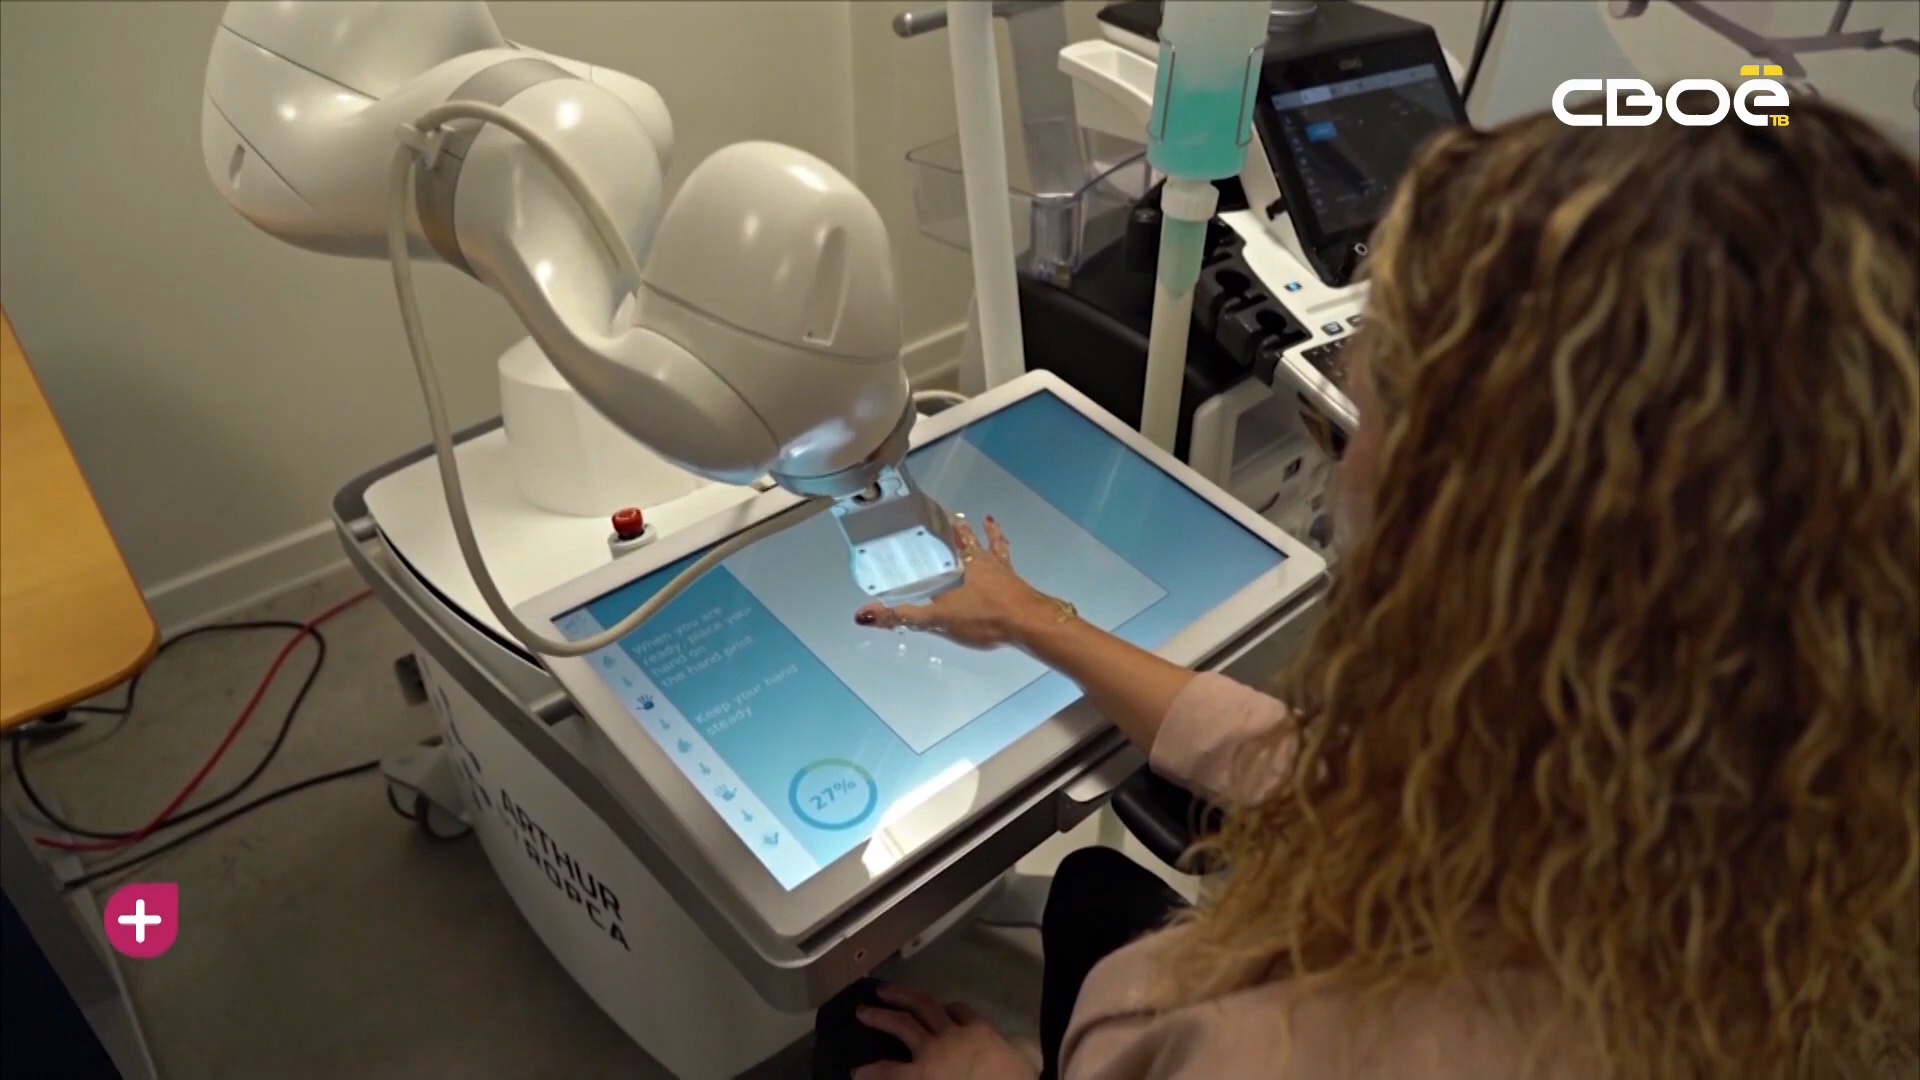 СВОЁ
ТВ
When you are
ready, place your
hand on
the hand print
Keep your hand
steady
27%
ARTHUR